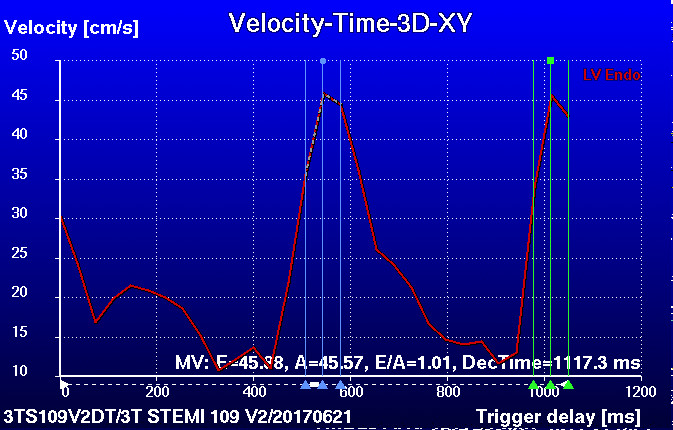 Velocity-Time-3D-XY
Velocity [cm/s]
LV Endo
50
45
40
35
30
25
20
15
10
MV: E=45.98, A=45.57, E/A=1.01, DecTime=1117.3 ms
0 200 400 600 800 1000 1200
3TS109V2DT/3T STEMI 109 V2/20170621
Trigger delay [ms]